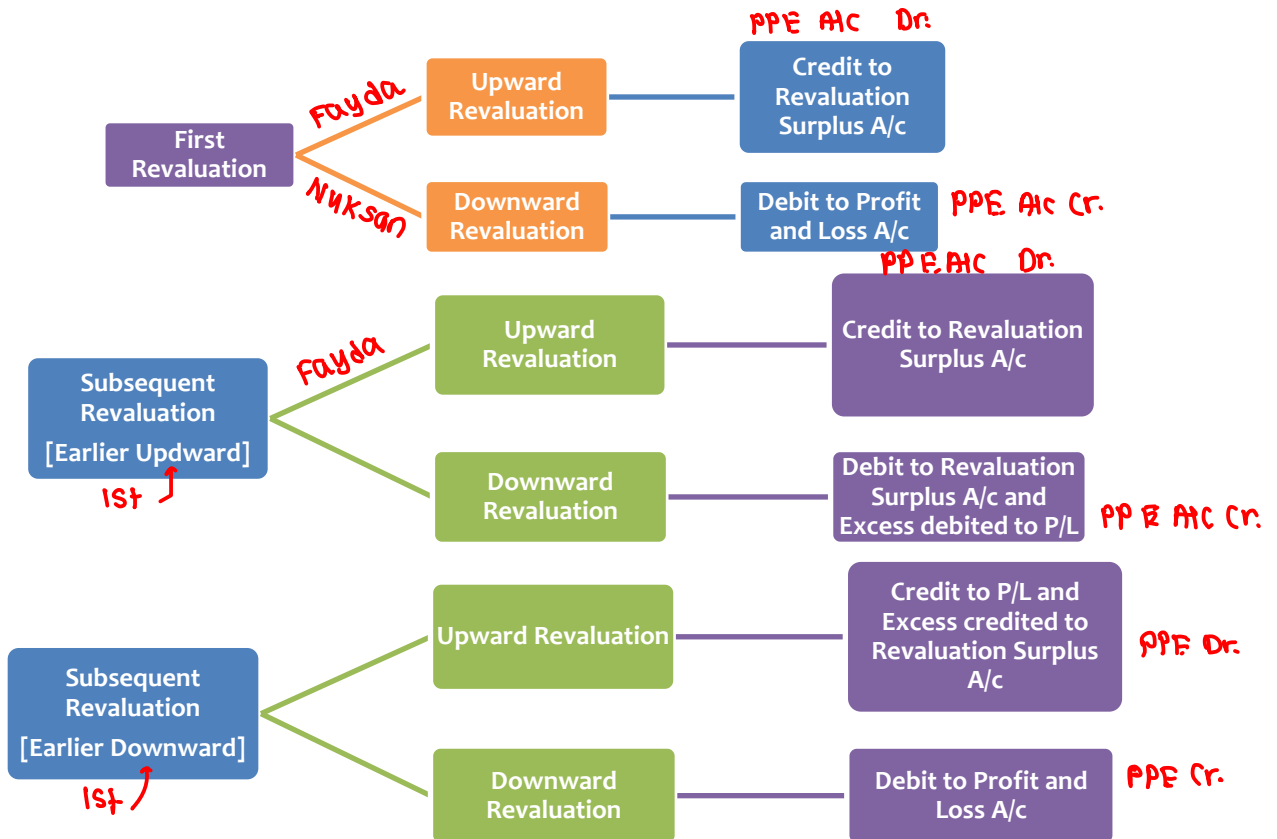 PPE A/c Dr.
Fayda
Upward
Revaluation
Credit to
Revaluation
Surplus A/c
First
Revaluation
Nuksan
Downward
Revaluation
Debit to Profit
and Loss A/c
PPE A/c Cr.
PPE A/c Dr.
Fayda
Upward
Revaluation
Credit to Revaluation
Surplus A/c
Subsequent
Revaluation
[Earlier Updward]
1st
Downward
Revaluation
Debit to Revaluation
Surplus A/c and
Excess debited to P/L
PPE A/c Cr.
Upward Revaluation
Credit to P/L and
Excess credited to
Revaluation Surplus
A/c
PPE Dr.
Subsequent
Revaluation
[Earlier Downward]
1st
Downward
Revaluation
Debit to Profit and
Loss A/c
PPE Cr.